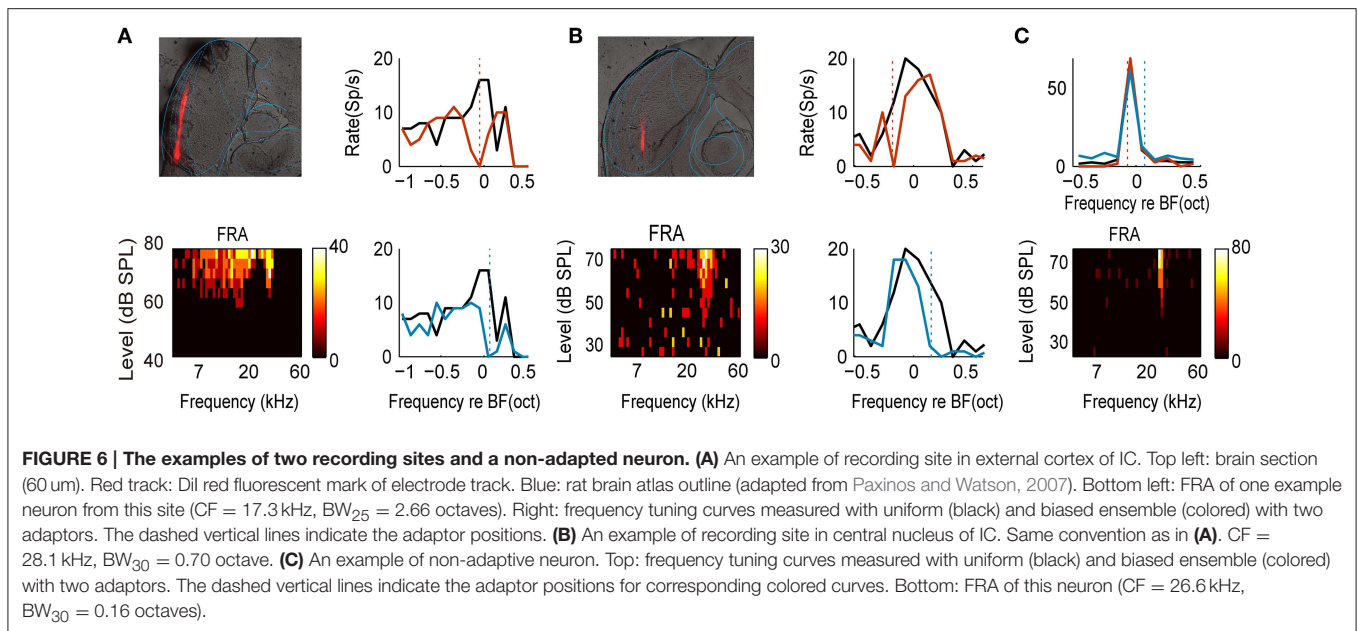 A
B
C
20
10
0
Rate(Sp/s)
−1 0 0.5
20
10
0
Rate(Sp/s)
−0.5 0 0.5
50
0
−0.5 0 0.5
Frequency re BF(oct)
FRA
80
60
40
Level (dB SPL)
7 20 60
Frequency (kHz)
40
0
20
10
0
−1 0 0.5
Frequency re BF(oct)
FRA
70
50
30
Level (dB SPL)
7 20 60
Frequency (kHz)
30
0
20
10
0
−0.5 0 0.5
Frequency re BF(oct)
FRA
70
50
30
Level (dB SPL)
7 20 60
Frequency (kHz)
80
0
FIGURE 6 | The examples of two recording sites and a non-adapted neuron. (A) An example of recording site in external cortex of IC. Top left: brain section
(60 um). Red track: DiI red fluorescent mark of electrode track. Blue: rat brain atlas outline (adapted from Paxinos and Watson, 2007). Bottom left: FRA of one example
neuron from this site (CF = 17.3 kHz, BW25 = 2.66 octaves). Right: frequency tuning curves measured with uniform (black) and biased ensemble (colored) with two
adaptors. The dashed vertical lines indicate the adaptor positions. (B) An example of recording site in central nucleus of IC. Same convention as in (A). CF =
28.1 kHz, BW30 = 0.70 octave. (C) An example of non-adaptive neuron. Top: frequency tuning curves measured with uniform (black) and biased ensemble (colored)
with two adaptors. The dashed vertical lines indicate the adaptor positions for corresponding colored curves. Bottom: FRA of this neuron (CF = 26.6 kHz,
BW30 = 0.16 octaves).